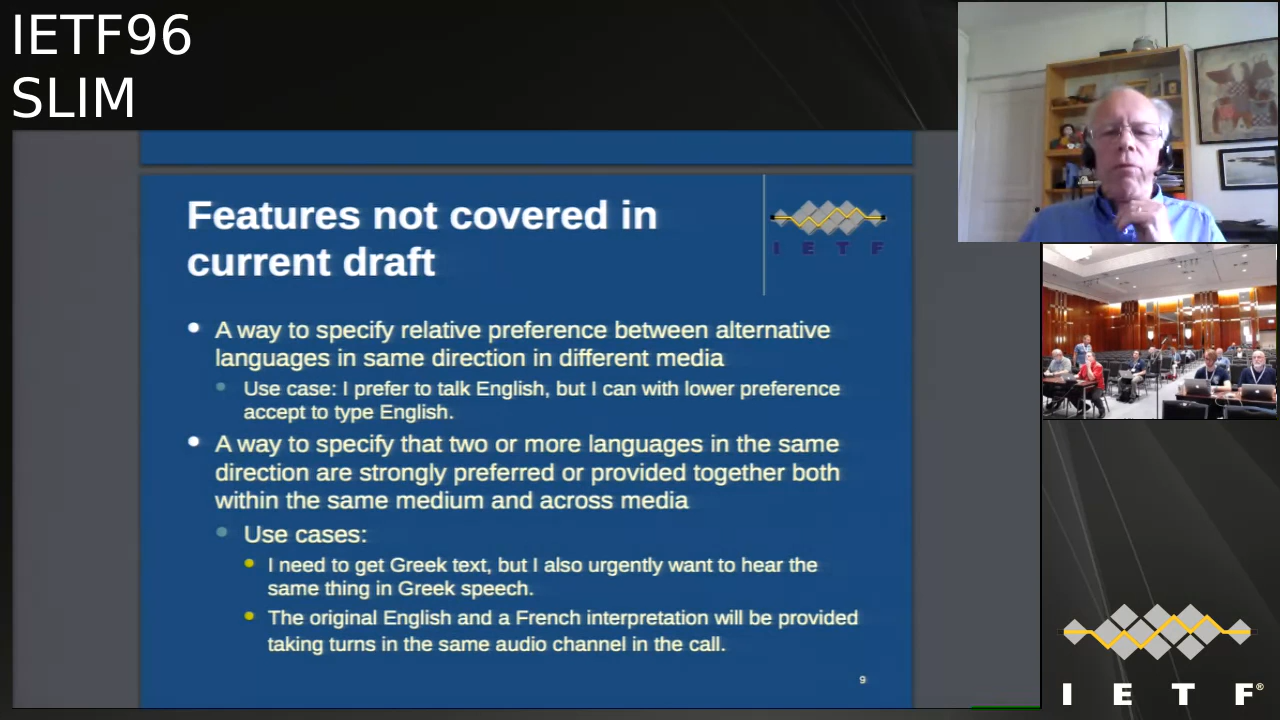 IETF96
SLIM
Features not covered in
current draft
I E T F
A way to specify relative preference between alternative
languages in same direction in different media
Use case: I prefer to talk English, but I can with lower preference
accept to type English.
A way to specify that two or more languages in the same
direction are strongly preferred or provided together both
within the same medium and across media
Use cases:
I need to get Greek text, but I also urgently want to hear the
same thing in Greek speech.
The original English and a French interpretation will be provided
taking turns in the same audio channel in the call.
9
I E T F®